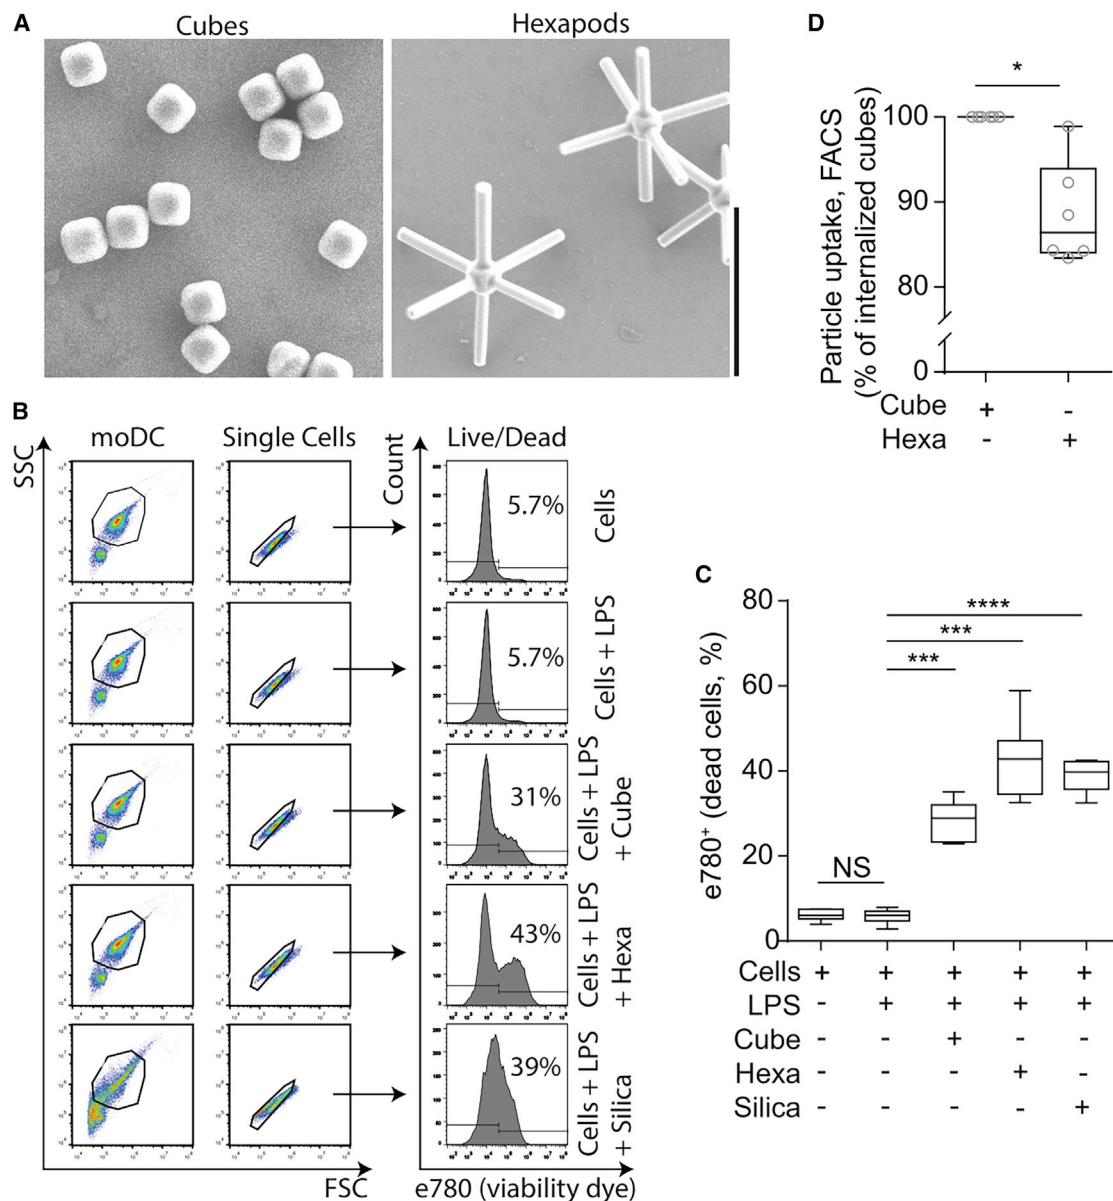 A
Cubes
Hexapods
D
Particle uptake, FACS
(% of internalized cubes)
*
100
90
80
0
Cube + -
Hexa - +
B
SSC
moDC
Single Cells
Count
Live/Dead
5.7%
Cells
5.7%
Cells + LPS
31%
Cells + LPS
+ Cube
43%
Cells + LPS
+ Hexa
39%
Cells + LPS
+ Silica
FSC
e780 (viability dye)
C
e780⁺ (dead cells, %)
80
60
40
20
0
****
***
***
NS
Cells + + + + +
LPS - + + + +
Cube - - + - -
Hexa - - - + -
Silica - - - - +